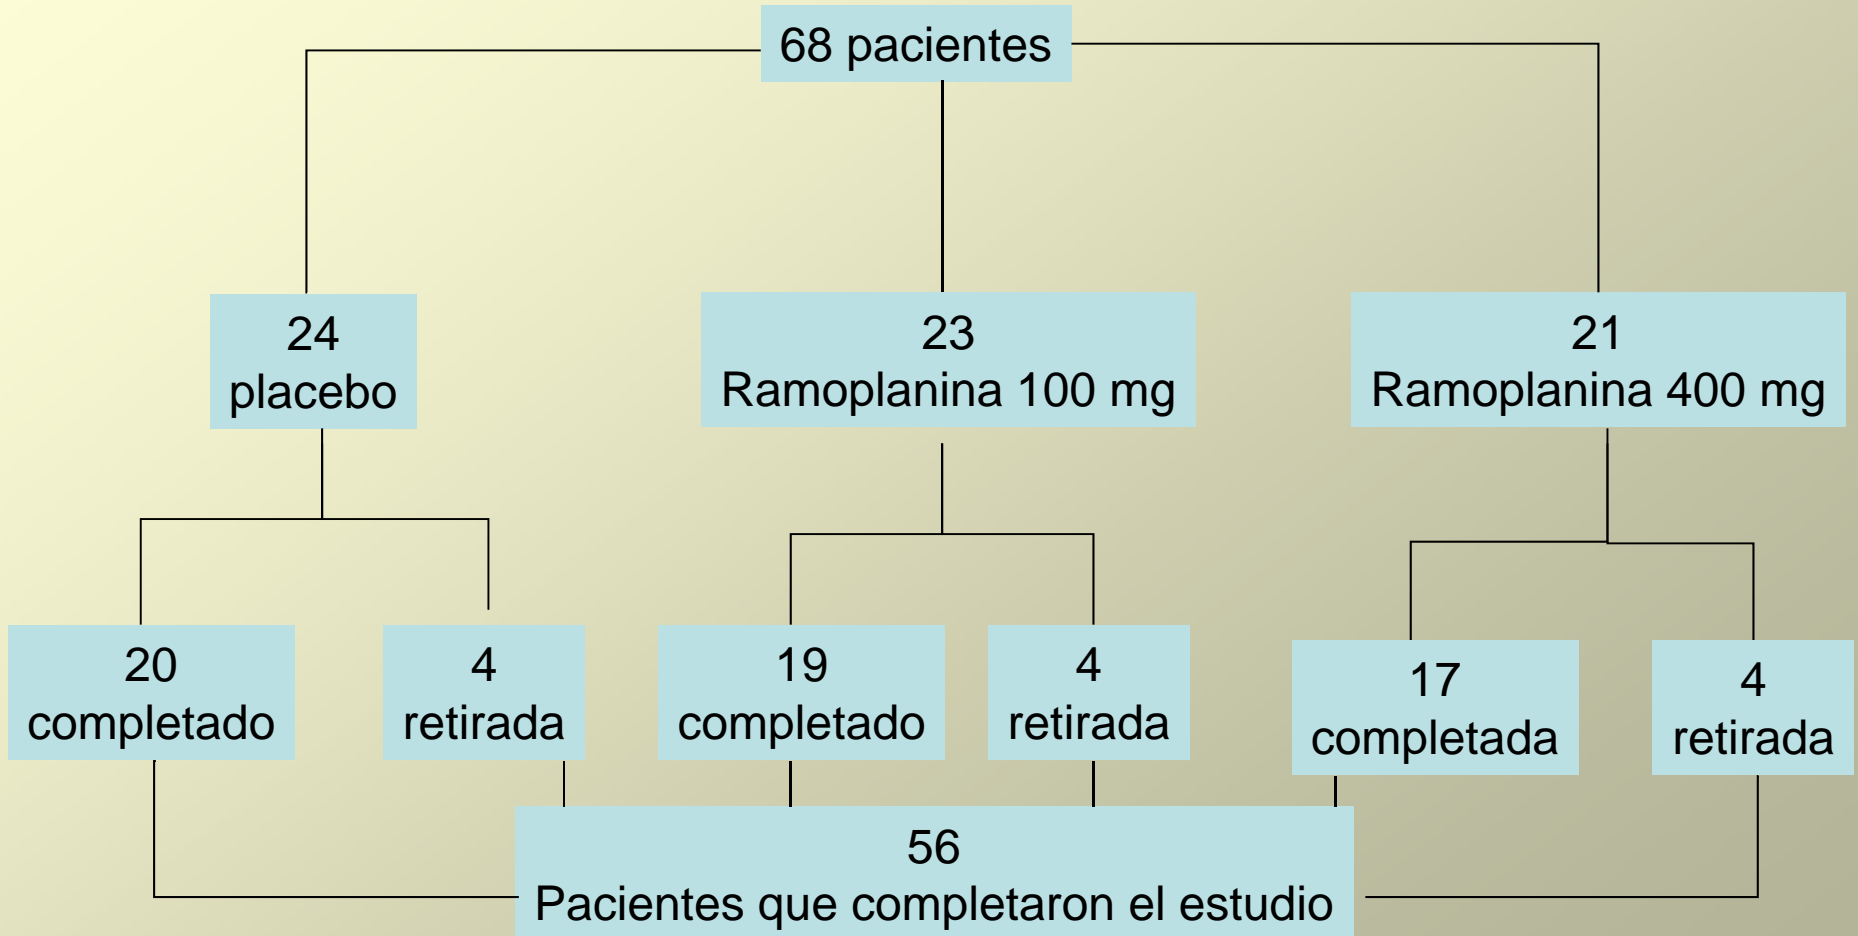 68 pacientes
24
placebo
23
Ramoplanina 100 mg
21
Ramoplanina 400 mg
20
completado
4
retirada
19
completado
4
retirada
17
completada
4
retirada
56
Pacientes que completaron el estudio